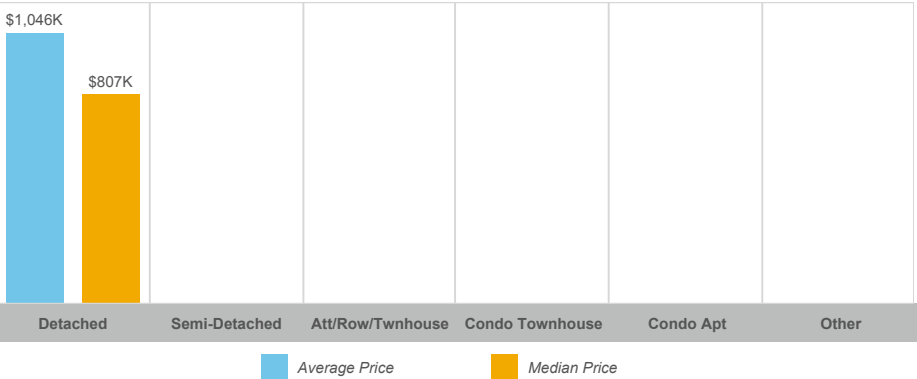 $1,046K
$807K
Detached Semi-Detached Att/Row/Twnhouse Condo Townhouse Condo Apt Other
Average Price Median Price